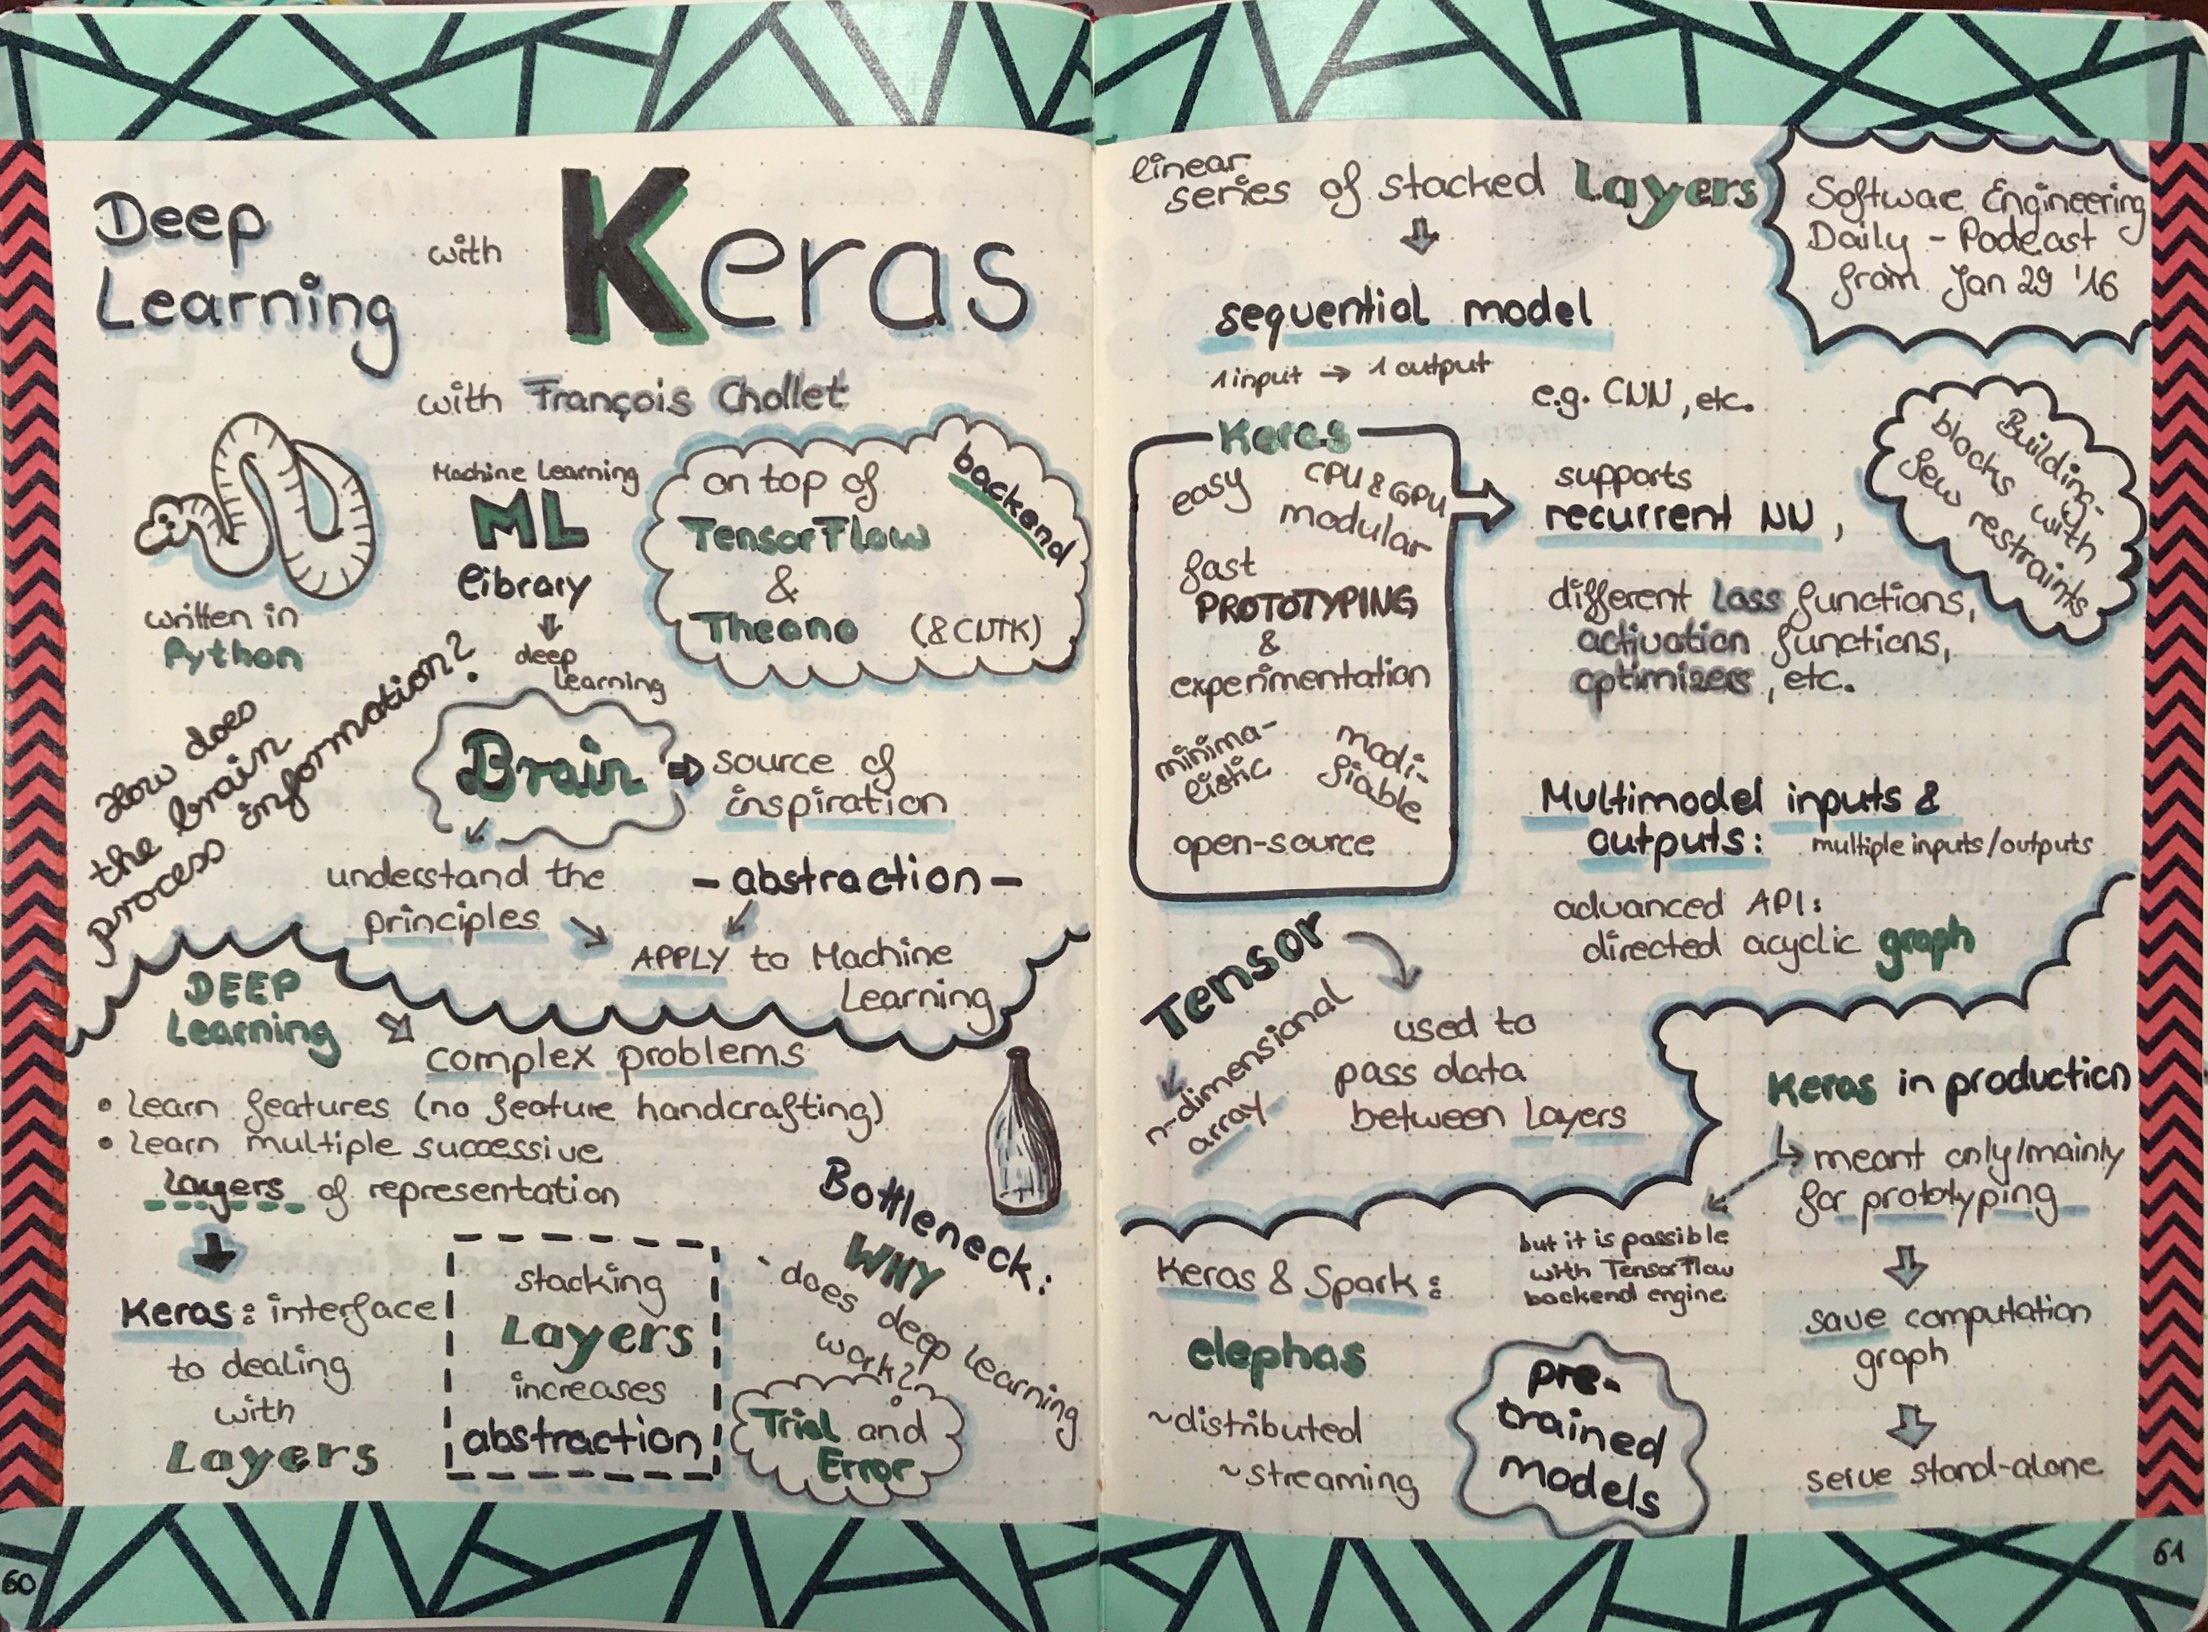 Deep
Learning
with
Keras
with François Chollet
written in
Python
Machine Learning
ML
library
deep
learning
on top of
TensorFlow
&
Theano (& CNTK)
backend
How does
the brain
process information?
Brain
source of
inspiration
understand the
principles
- abstraction -
APPLY to Machine
Learning
DEEP
Learning
complex problems
• learn features (no feature handcrafting)
• learn multiple successive
layers of representation
Keras: interface
to dealing
with
Layers
stacking
Layers
increases
abstraction
Bottleneck:
WHY
does deep learning
work?
Trial and
Error
60
linear
series of stacked Layers
sequential model
1 input → 1 output
e.g. CNN, etc.
Software Engineering
Daily - Podcast
from Jan 29 '16
Building-
blocks with
few restraints
Keras
easy
CPU & GPU
modular
fast
PROTOTYPING
&
experimentation
minima-
listic
modi-
fiable
open-source
supports
recurrent NN,
different loss functions,
activation functions,
optimizers, etc.
Multimodel inputs &
outputs: multiple inputs/outputs
advanced API:
directed acyclic graph
Tensor
n-dimensional
array
used to
pass data
between layers
Keras in production
meant only/mainly
for prototyping
but it is possible
with TensorFlow
backend engine
save computation
graph
serve stand-alone
Keras & Spark:
elephas
~distributed
~streaming
pre-
trained
models
61